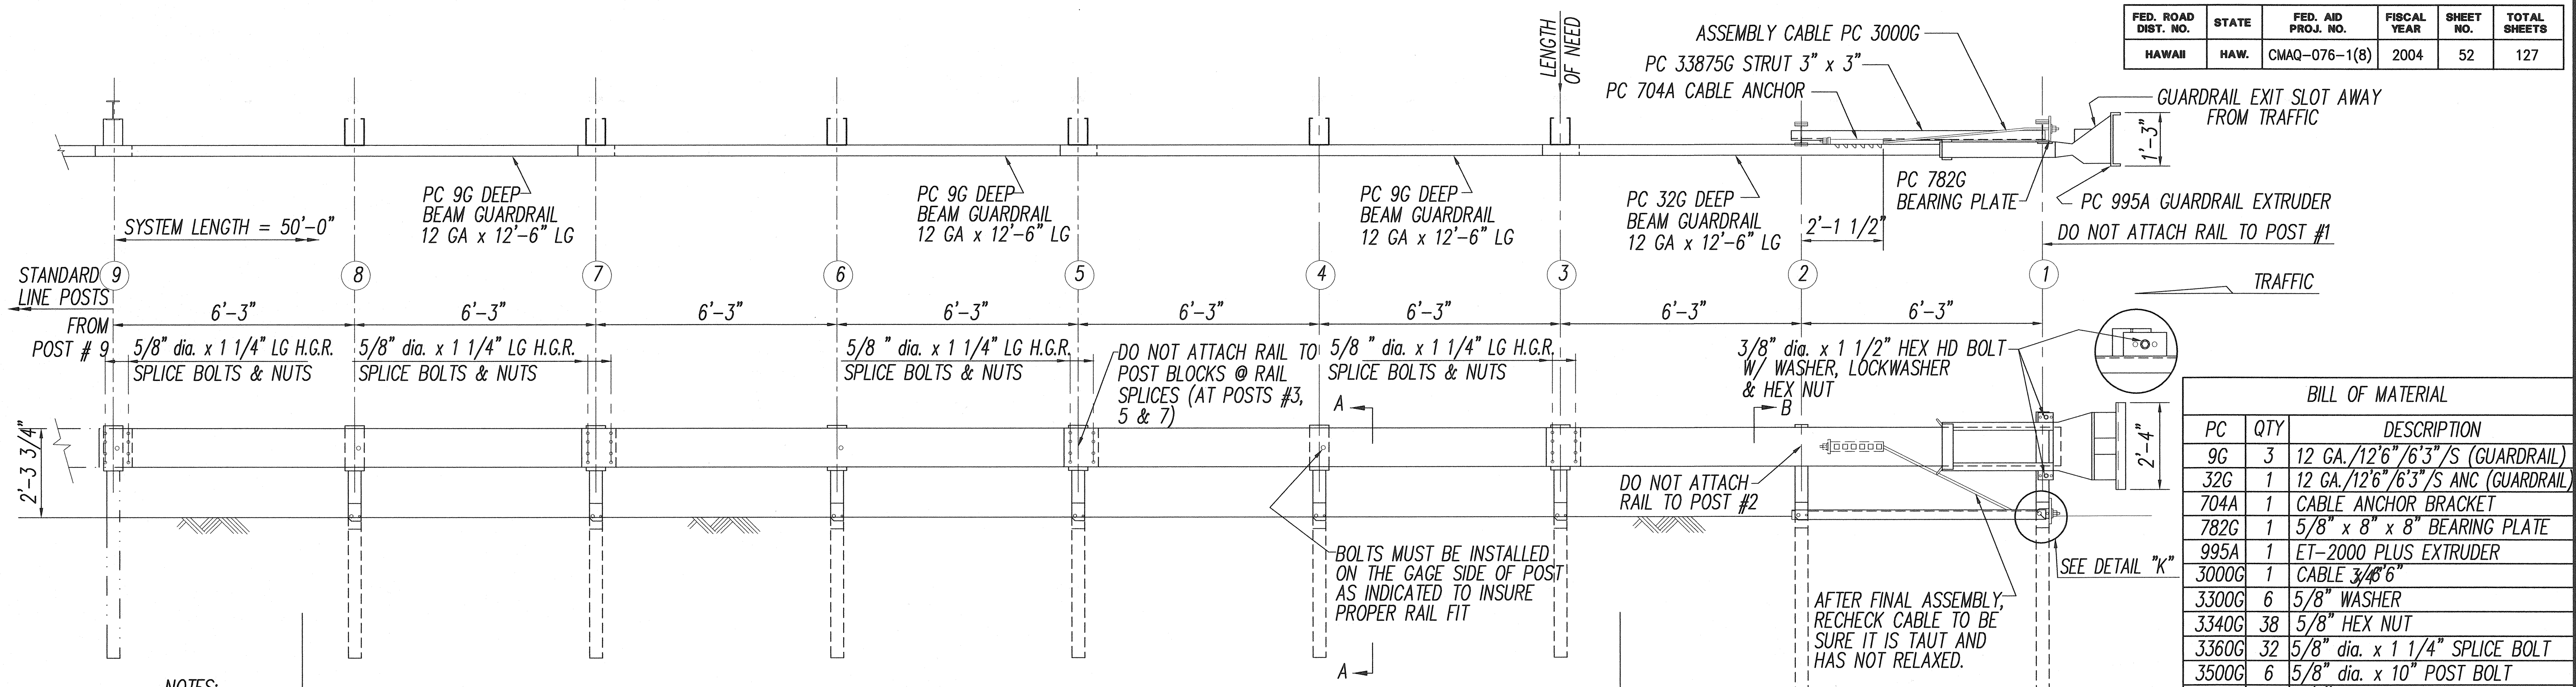 FED. ROAD DIST. NO. STATE FED. AID PROJ. NO. FISCAL YEAR SHEET NO. TOTAL SHEETS
HAWAII HAW. CMAQ-076-1(8) 2004 52 127
LENGTH
OF NEED
ASSEMBLY CABLE PC 3000G
PC 33875G STRUT 3" x 3"
PC 704A CABLE ANCHOR
GUARDRAIL EXIT SLOT AWAY
FROM TRAFFIC
1'-3"
PC 9G DEEP
BEAM GUARDRAIL
12 GA x 12'-6" LG
PC 9G DEEP
BEAM GUARDRAIL
12 GA x 12'-6" LG
PC 9G DEEP
BEAM GUARDRAIL
12 GA x 12'-6" LG
PC 32G DEEP
BEAM GUARDRAIL
12 GA x 12'-6" LG
PC 782G
BEARING PLATE
PC 995A GUARDRAIL EXTRUDER
SYSTEM LENGTH = 50'-0"
2'-1 1/2"
DO NOT ATTACH RAIL TO POST #1
STANDARD
LINE POSTS
FROM
POST # 9
9 8 7 6 5 4 3 2 1
TRAFFIC
6'-3" 6'-3" 6'-3" 6'-3" 6'-3" 6'-3" 6'-3" 6'-3"
5/8" dia. x 1 1/4" LG H.G.R.
SPLICE BOLTS & NUTS
5/8" dia. x 1 1/4" LG H.G.R.
SPLICE BOLTS & NUTS
5/8 " dia. x 1 1/4" LG H.G.R.
SPLICE BOLTS & NUTS
DO NOT ATTACH RAIL TO
POST BLOCKS @ RAIL
SPLICES (AT POSTS #3,
5 & 7)
5/8 " dia. x 1 1/4" LG H.G.R.
SPLICE BOLTS & NUTS
3/8" dia. x 1 1/2" HEX HD BOLT
W/ WASHER, LOCKWASHER
& HEX NUT
A
B
2'-3 3/4"
2'-4"
DO NOT ATTACH
RAIL TO POST #2
BOLTS MUST BE INSTALLED
ON THE GAGE SIDE OF POST
AS INDICATED TO INSURE
PROPER RAIL FIT
SEE DETAIL "K"
AFTER FINAL ASSEMBLY,
RECHECK CABLE TO BE
SURE IT IS TAUT AND
HAS NOT RELAXED.
A
NOTES:
BILL OF MATERIAL
PC QTY DESCRIPTION
9G 3 12 GA./12'6"/6'3"/S (GUARDRAIL)
32G 1 12 GA./12'6"/6'3"/S ANC (GUARDRAIL)
704A 1 CABLE ANCHOR BRACKET
782G 1 5/8" x 8" x 8" BEARING PLATE
995A 1 ET-2000 PLUS EXTRUDER
3000G 1 CABLE
3300G 6 5/8" WASHER
3340G 38 5/8" HEX NUT
3360G 32 5/8" dia. x 1 1/4" SPLICE BOLT
3500G 6 5/8" dia. x 10" POST BOLT